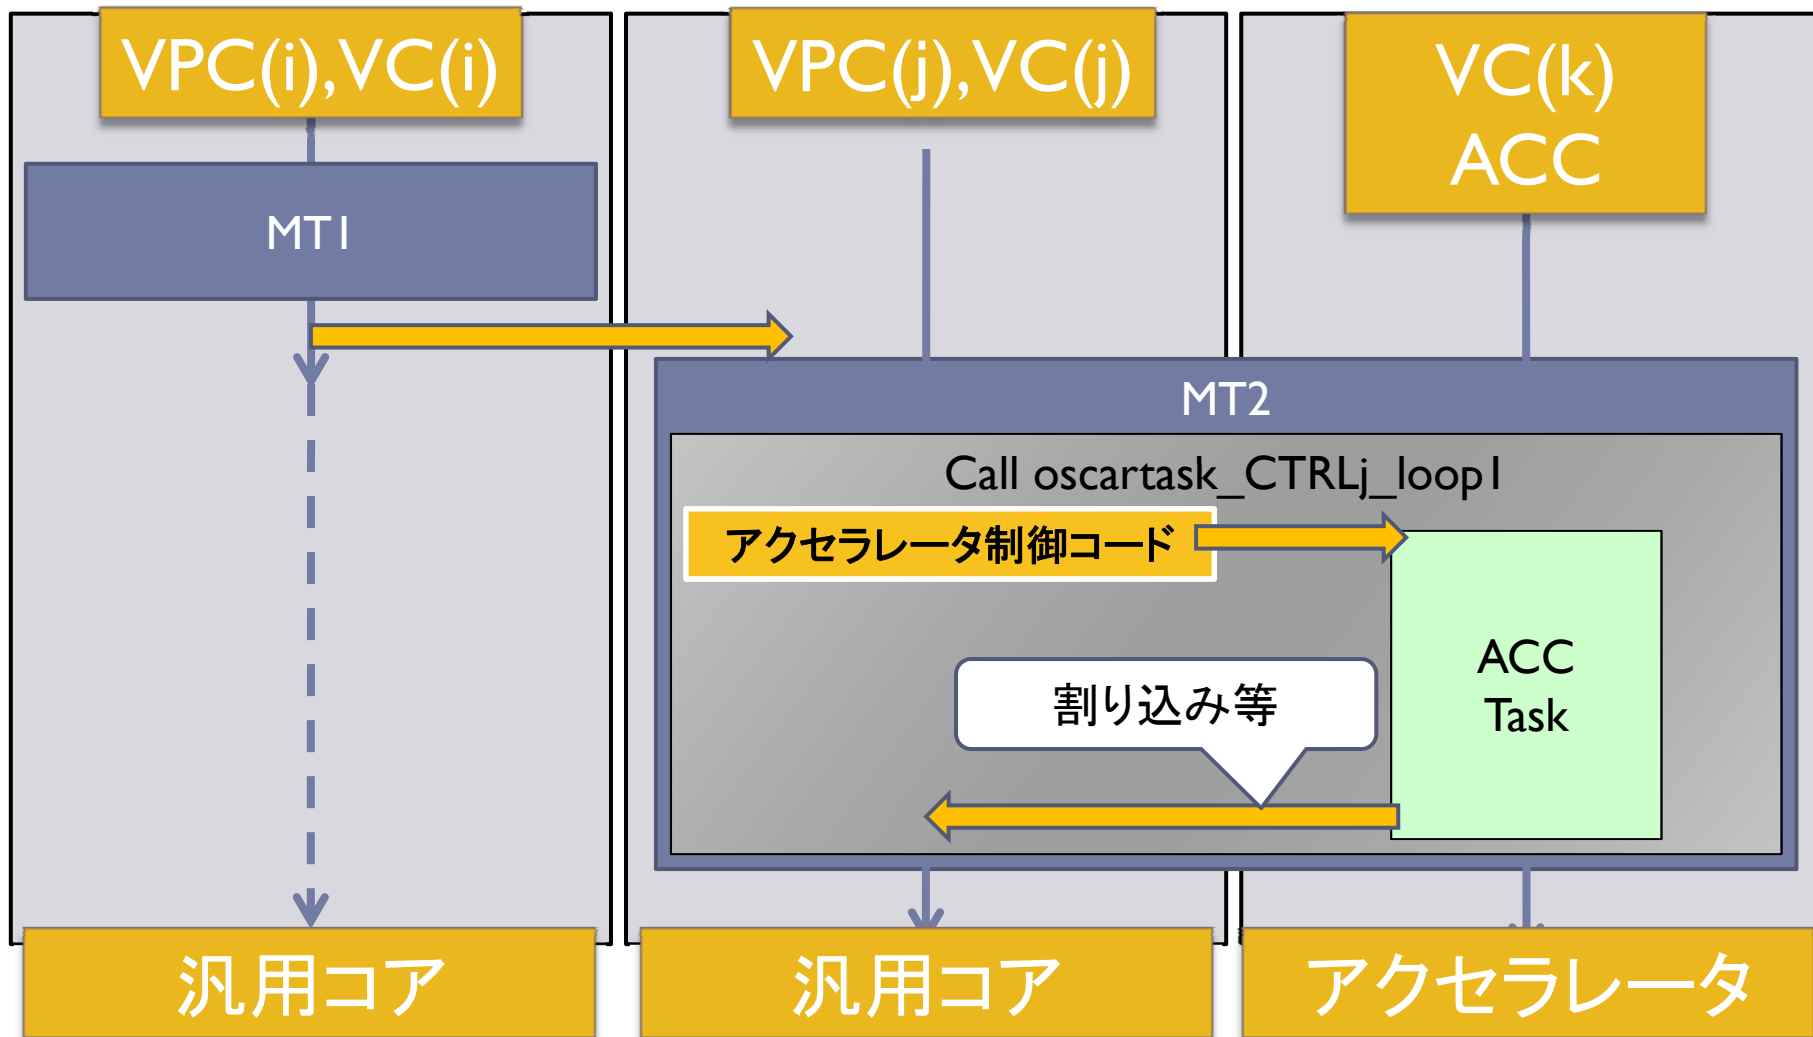 VPC(i),VC(i)
VPC(j),VC(j)
VC(k)
ACC
MT1
MT2
Call oscartask_CTRLj_loop1
アクセラレータ制御コード
ACC
Task
割り込み等
汎用コア
汎用コア
アクセラレータ